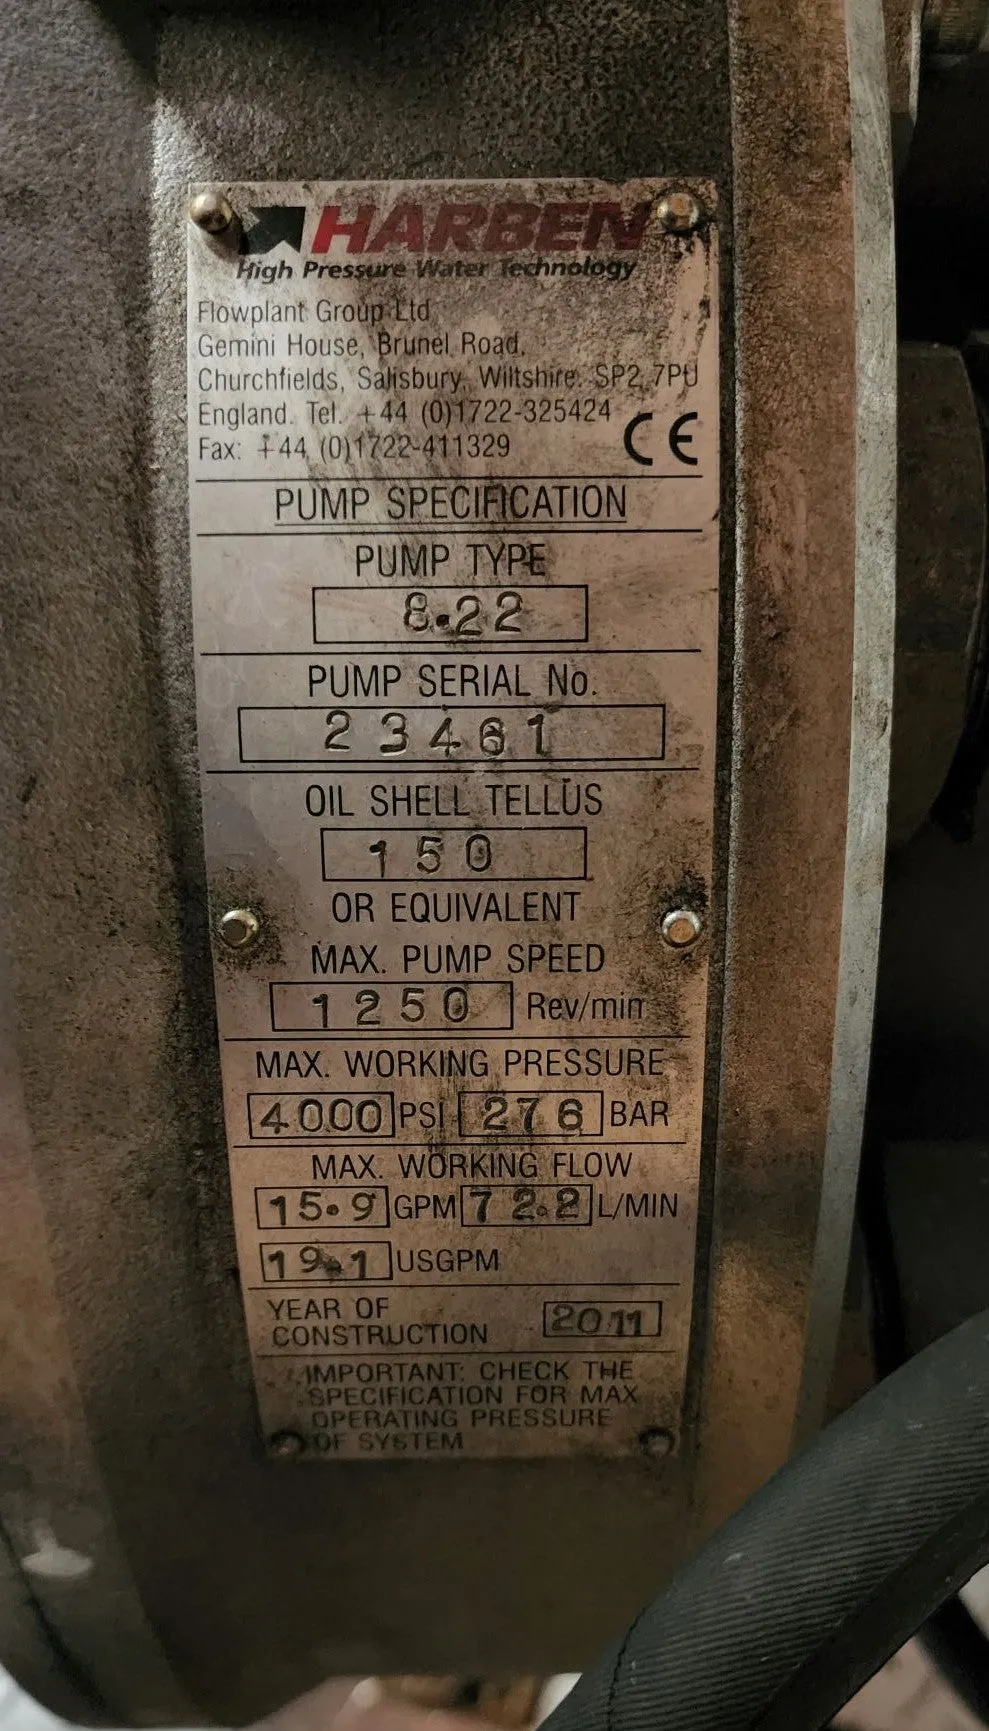 HARBEN
High Pressure Water Technology
Flowplant Group Ltd
Gemini House, Brunel Road,
Churchfields, Salisbury, Wiltshire. SP2 7PU
England. Tel. +44 (0)1722-325424
Fax: +44 (0)1722-411329 CE
PUMP SPECIFICATION
PUMP TYPE
8.22
PUMP SERIAL No.
23461
OIL SHELL TELLUS
150
OR EQUIVALENT
MAX. PUMP SPEED
1250 Rev/min
MAX. WORKING PRESSURE
4000 PSI 276 BAR
MAX. WORKING FLOW
15.9 GPM 72.2 L/MIN
19.1 USGPM
YEAR OF
CONSTRUCTION 2011
IMPORTANT: CHECK THE
SPECIFICATION FOR MAX
OPERATING PRESSURE
OF SYSTEM